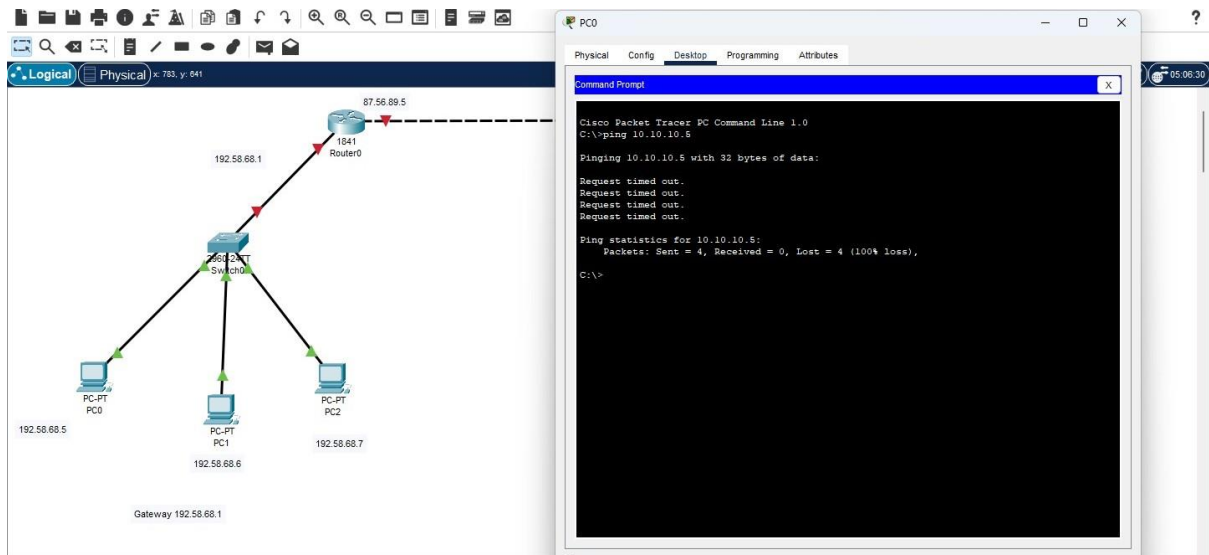 ?
Logical
Physical
x: 783, y: 641
05:06:30
87.56.89.5
1841
Router0
192.58.68.1
2960-24TT
Switch0
PC-PT
PC0
192.58.68.5
PC-PT
PC1
192.58.68.6
PC-PT
PC2
192.58.68.7
Gateway 192.58.68.1
PC0
Physical Config Desktop Programming Attributes
Command Prompt
X
Cisco Packet Tracer PC Command Line 1.0
C:\>ping 10.10.10.5
Pinging 10.10.10.5 with 32 bytes of data:
Request timed out.
Request timed out.
Request timed out.
Request timed out.
Ping statistics for 10.10.10.5:
Packets: Sent = 4, Received = 0, Lost = 4 (100% loss),
C:\>